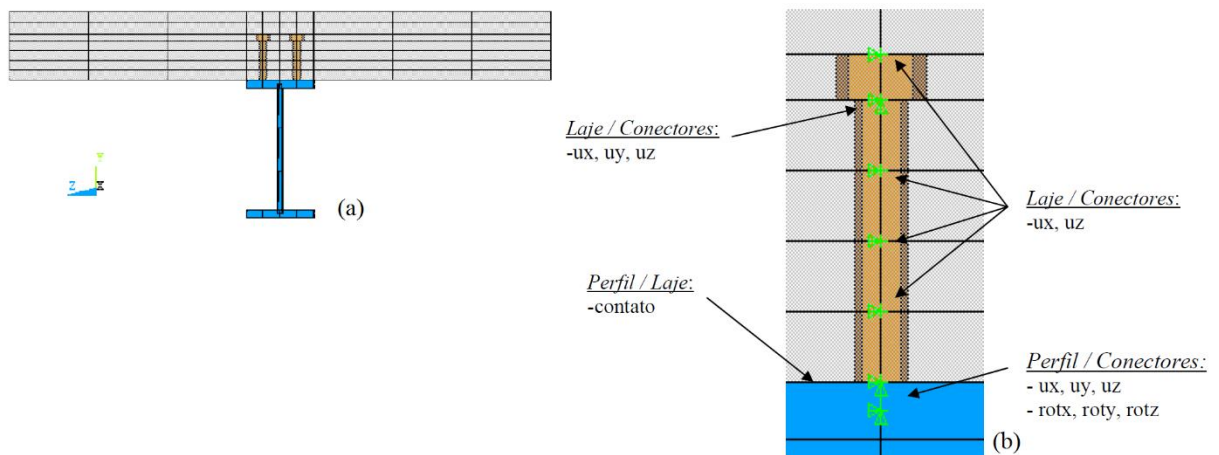 Laje / Conectores:
-ux, uy, uz
Y
Z
X
(a)
Laje / Conectores:
-ux, uz
Perfil / Laje:
-contato
Perfil / Conectores:
- ux, uy, uz
- rotx, roty, rotz
(b)